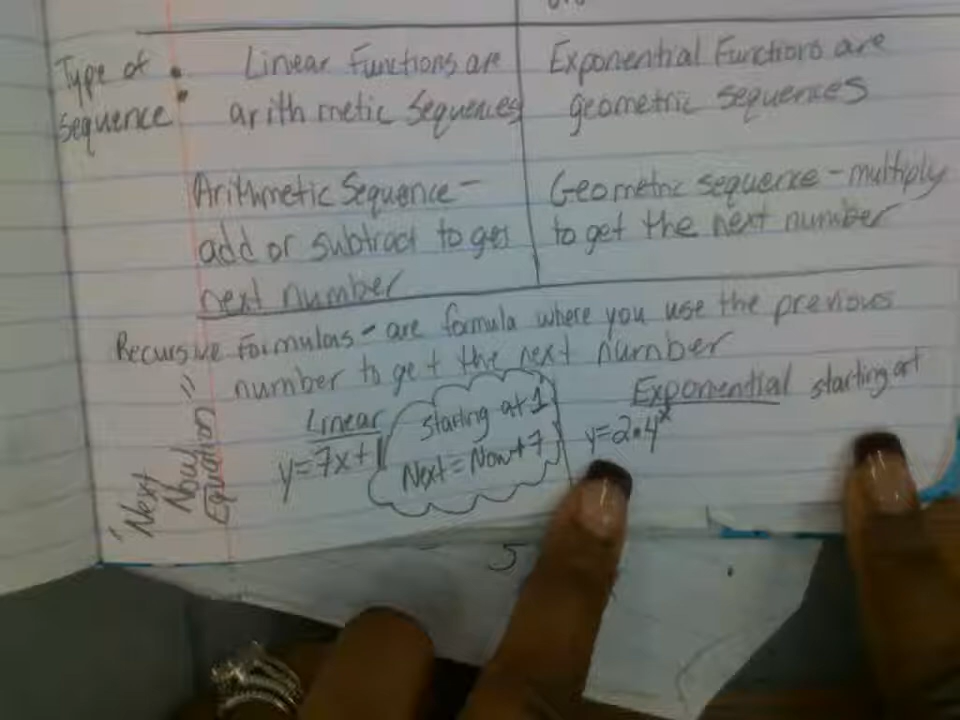 Type of : Linear Functions are Exponential Functions are
Sequence arithmetic sequences geometric sequences
Arithmetic Sequence- Geometric sequence - multiply
add or subtract to get to get the next number
next number
Recursive Formulas - are formula where you use the previous
number to get the next number
Linear Starting at 1 Exponential starting at
y=7x+1 Next = Now + 7 y=2•4^x
"Next
Now"
Equation
5